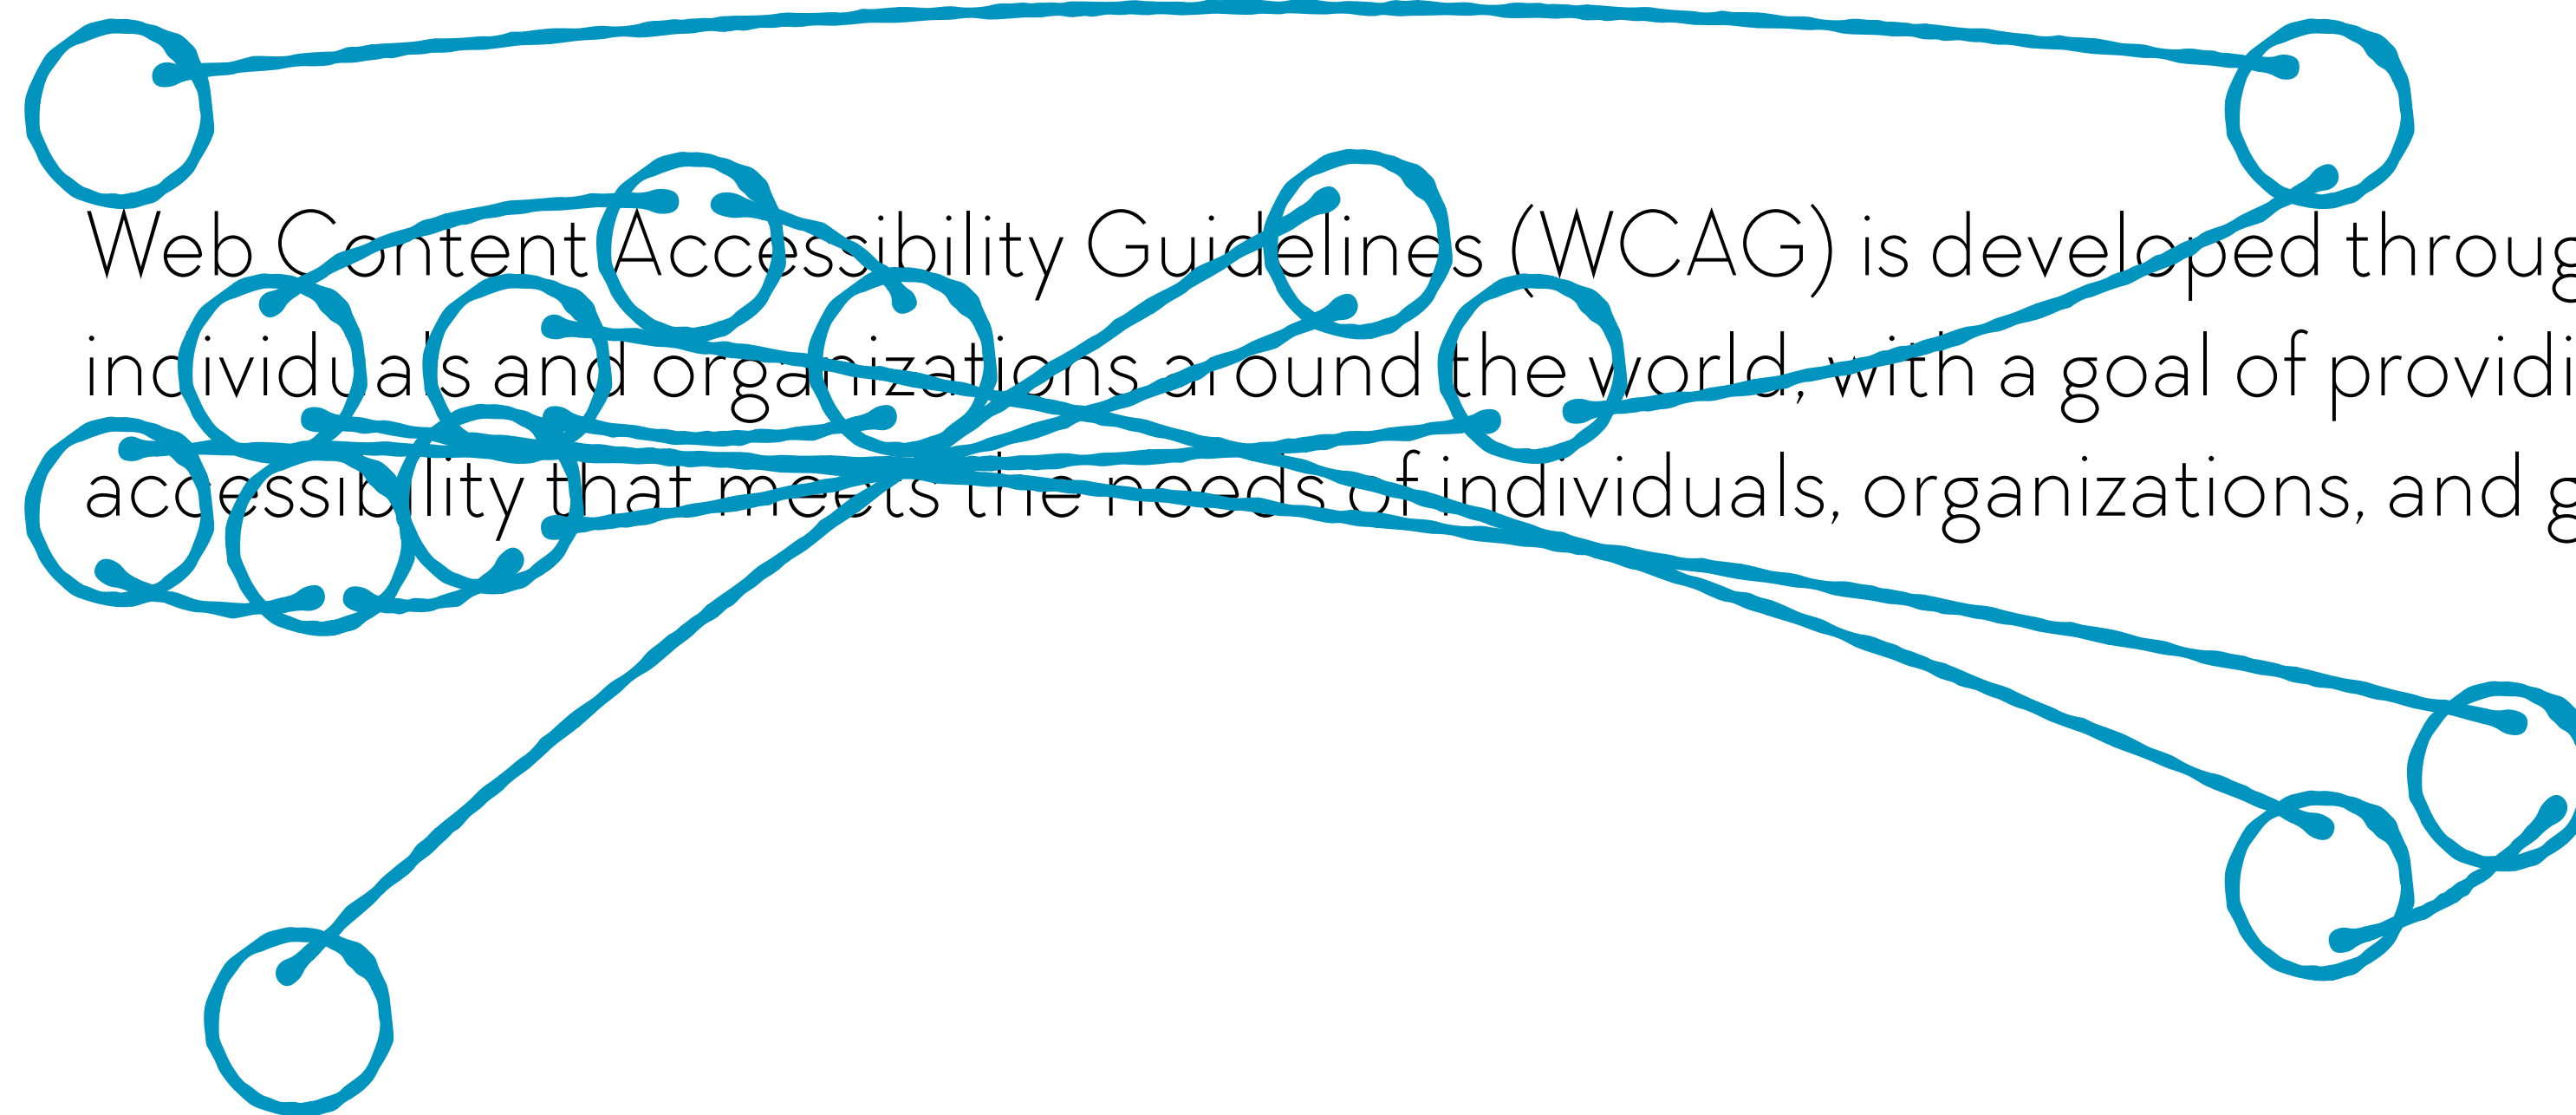 Web Content Accessibility Guidelines (WCAG) is developed throug
individuals and organizations around the world, with a goal of providi
accessibility that meets the needs of individuals, organizations, and g